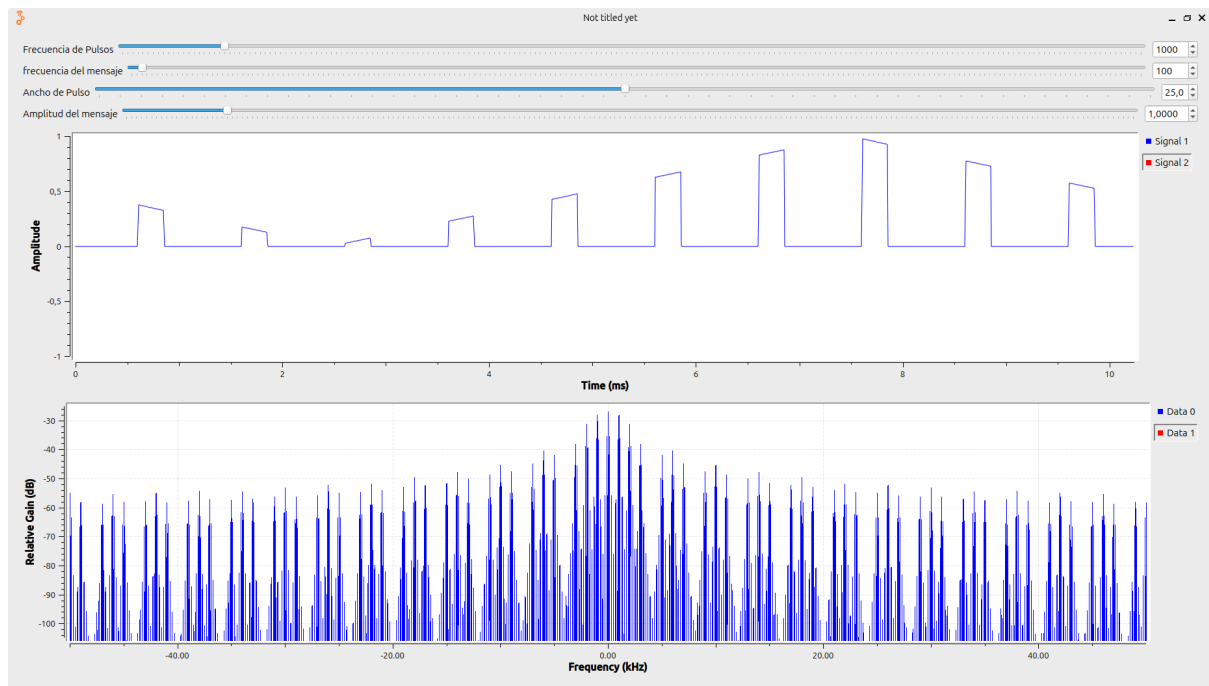 Not titled yet
Frecuencia de Pulsos 1000
frecuencia del mensaje 100
Ancho de Pulso 25,0
Amplitud del mensaje 1,0000
1
0,5
0
-0,5
-1
Amplitude
0 2 4 6 8 10
Time (ms)
Signal 1
Signal 2
-30
-40
-50
-60
-70
-80
-90
-100
Relative Gain (dB)
-40.00 -20.00 0.00 20.00 40.00
Frequency (kHz)
Data 0
Data 1